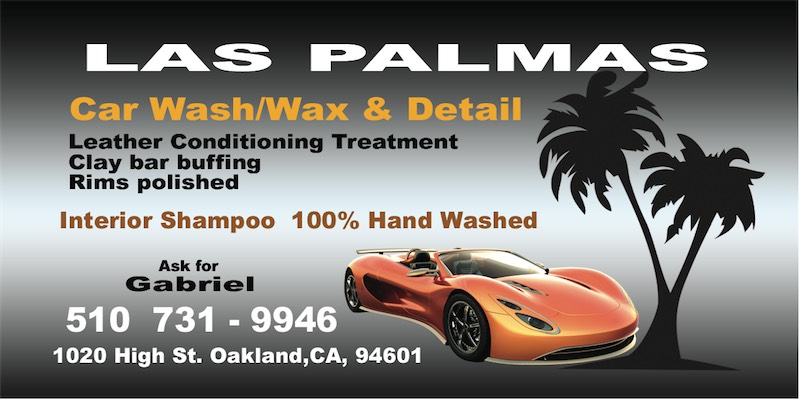 LAS PALMAS
Car Wash/Wax & Detail
Leather Conditioning Treatment
Clay bar buffing
Rims polished
Interior Shampoo 100% Hand Washed
Ask for
Gabriel
510 731 - 9946
1020 High St. Oakland,CA, 94601